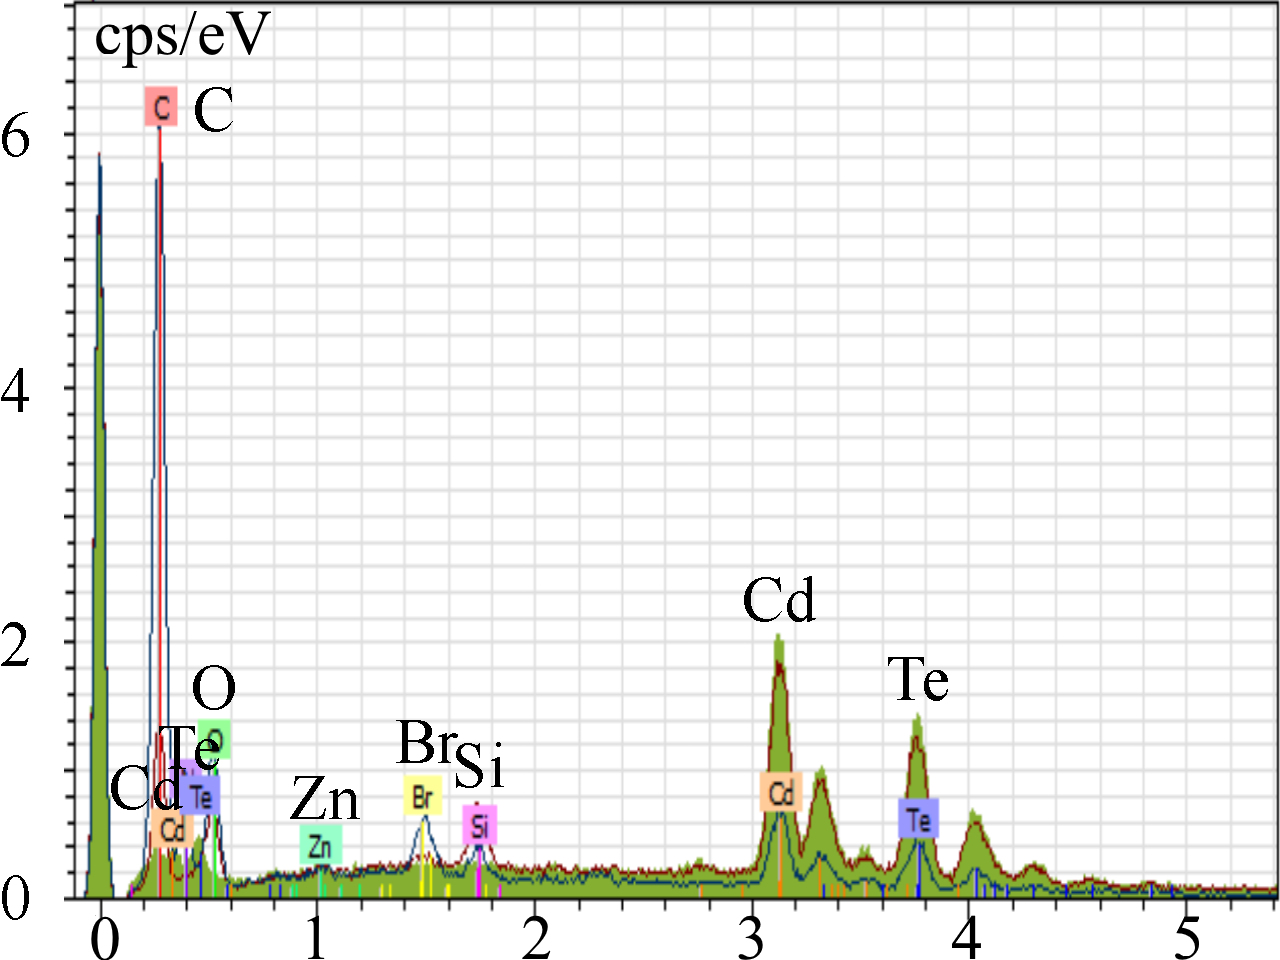 cps/eV
C C
6
4
2
O
Te O
Cd Te
Cd
Zn
Zn
Br Si
Br
Si
Cd
Cd
Te
Te
0
0 1 2 3 4 5